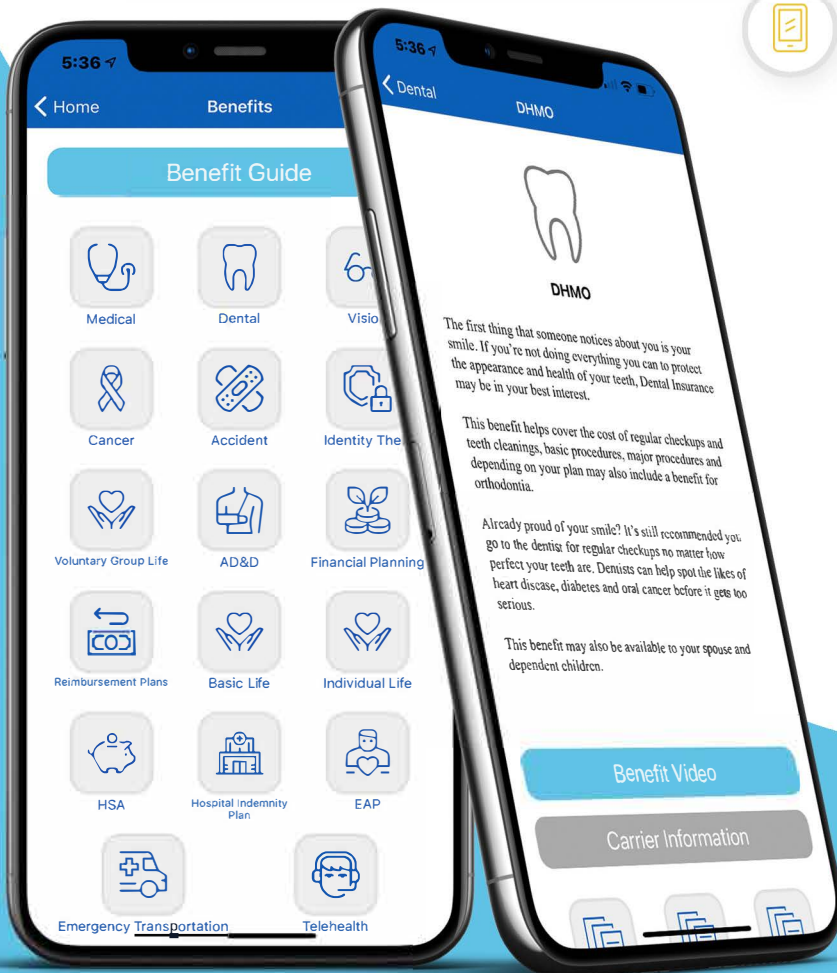 5:36
Home
Benefits
Benefit Guide
Medical
Dental
Visio
Cancer
Accident
Identity The
Voluntary Group Life
AD&D
Financial Planning
Reimbursement Plans
Basic Life
Individual Life
HSA
Hospital Indemnity
Plan
EAP
Emergency Transportation
Telehealth
5:36
Dental
DHMO
DHMO
The first thing that someone notices about you is your
smile. If you're not doing everything you can to protect
the appearance and health of your teeth, Dental Insurance
may be in your best interest.
This benefit helps cover the cost of regular checkups and
teeth cleanings, basic procedures, major procedures and
depending on your plan may also include a benefit for
orthodontia.
Already proud of your smile? It's still recommended you
go to the dentist for regular checkups no matter how
perfect your teeth are. Dentists can help spot the likes of
heart disease, diabetes and oral cancer before it gets too
serious.
This benefit may also be available to your spouse and
dependent children.
Benefit Video
Carrier Information